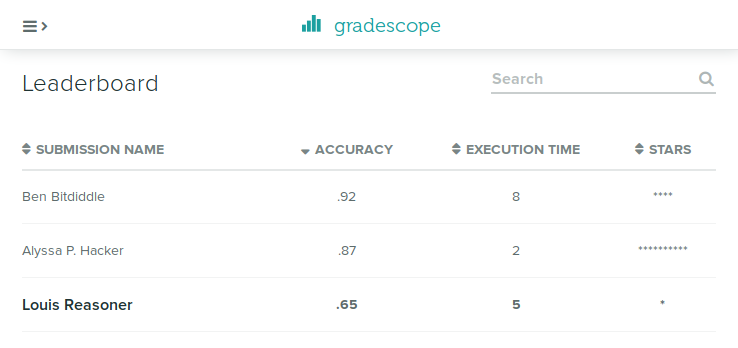 gradescope
Leaderboard
Search
SUBMISSION NAME ACCURACY EXECUTION TIME STARS
Ben Bitdiddle .92 8 ****
Alyssa P. Hacker .87 2 **********
Louis Reasoner .65 5 *